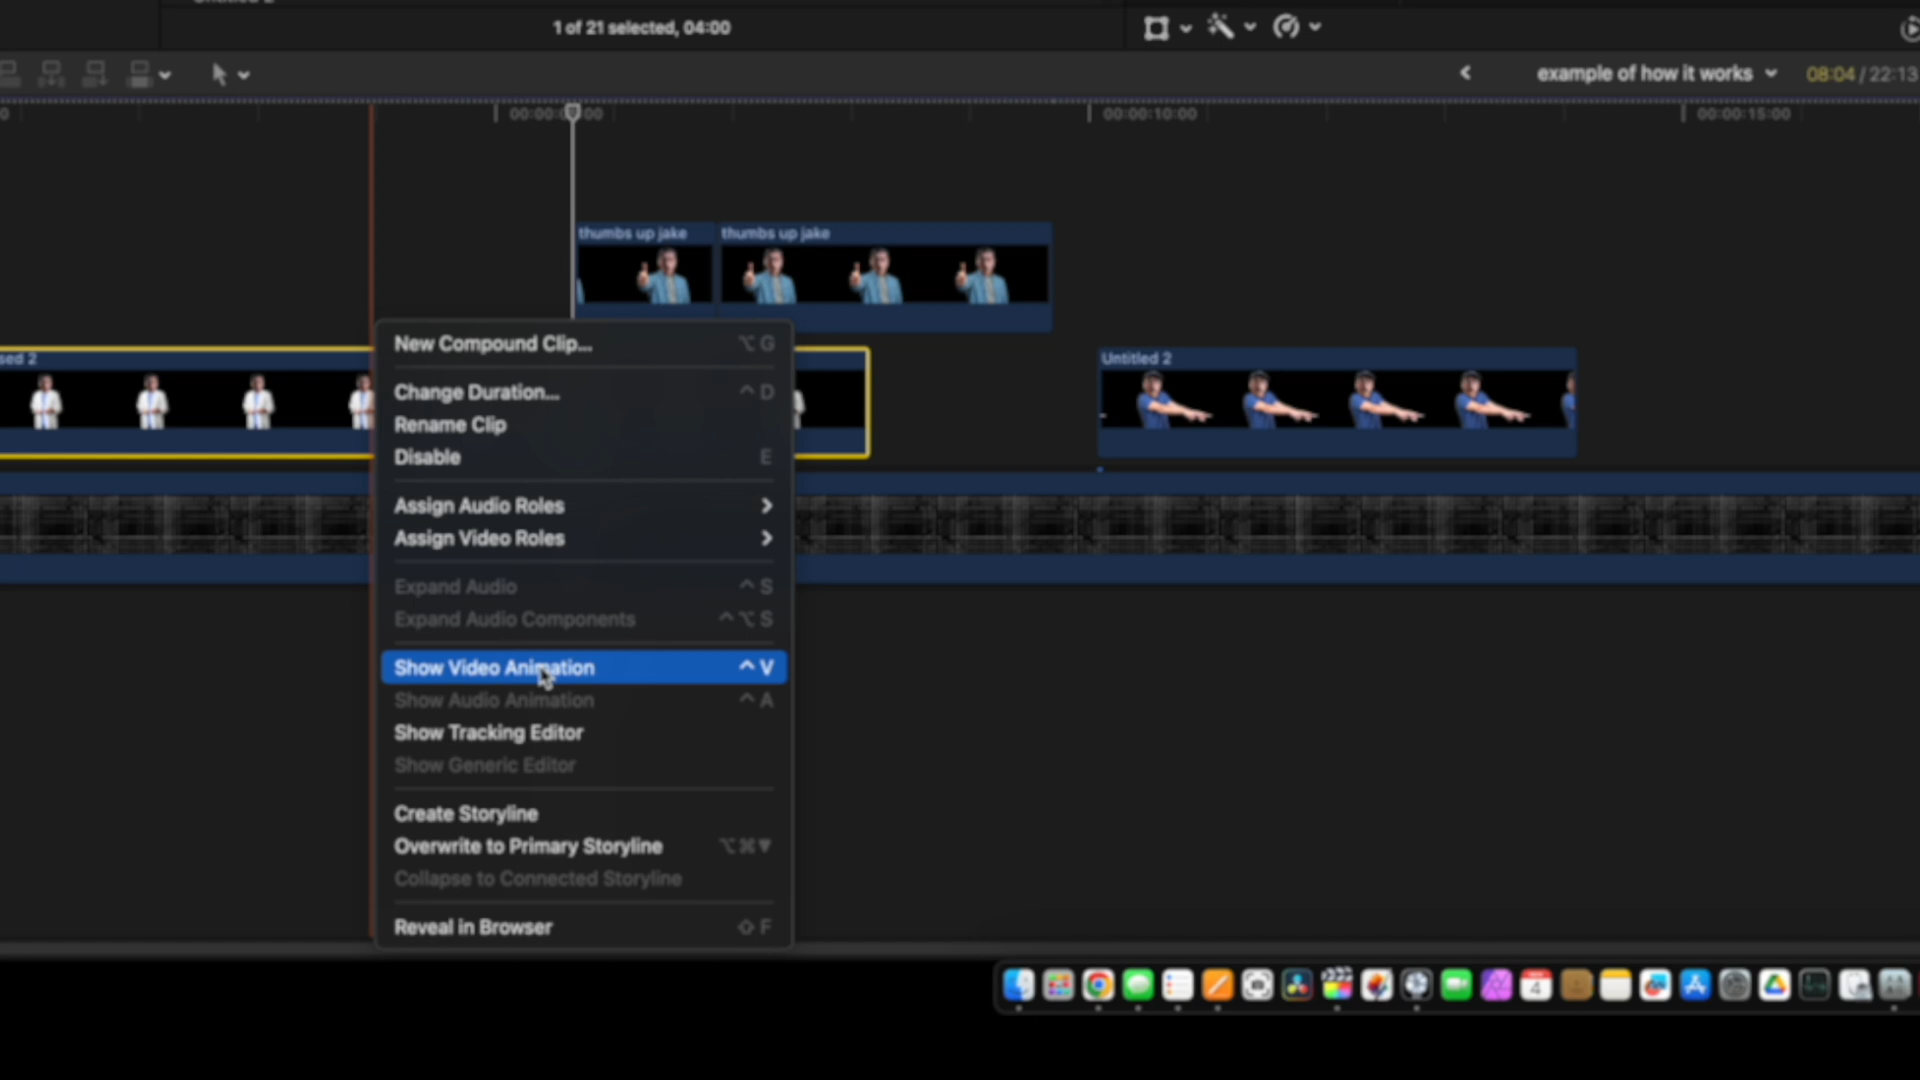 1 of 21 selected, 04:00
example of how it works
08:04 / 22:13
00:00:10:00
00:00:15:00
thumbs up jake
thumbs up jake
sed 2
Untitled 2
New Compound Clip... ⌥ G
Change Duration... ^ D
Rename Clip
Disable E
Assign Audio Roles
Assign Video Roles
Expand Audio ^ S
Expand Audio Components ^ ⌥ S
Show Video Animation ^ V
Show Audio Animation ^ A
Show Tracking Editor
Show Generic Editor
Create Storyline
Overwrite to Primary Storyline ⌥⌘▼
Collapse to Connected Storyline
Reveal in Browser ⇧ F
4